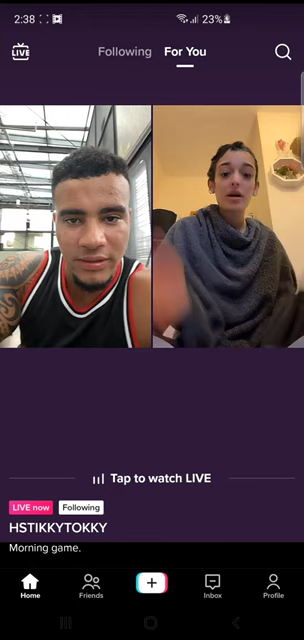 2:38
23%
LIVE
Following For You
Tap to watch LIVE
LIVE now Following
HSTIKKYTOKKY
Morning game.
Home Friends Inbox Profile